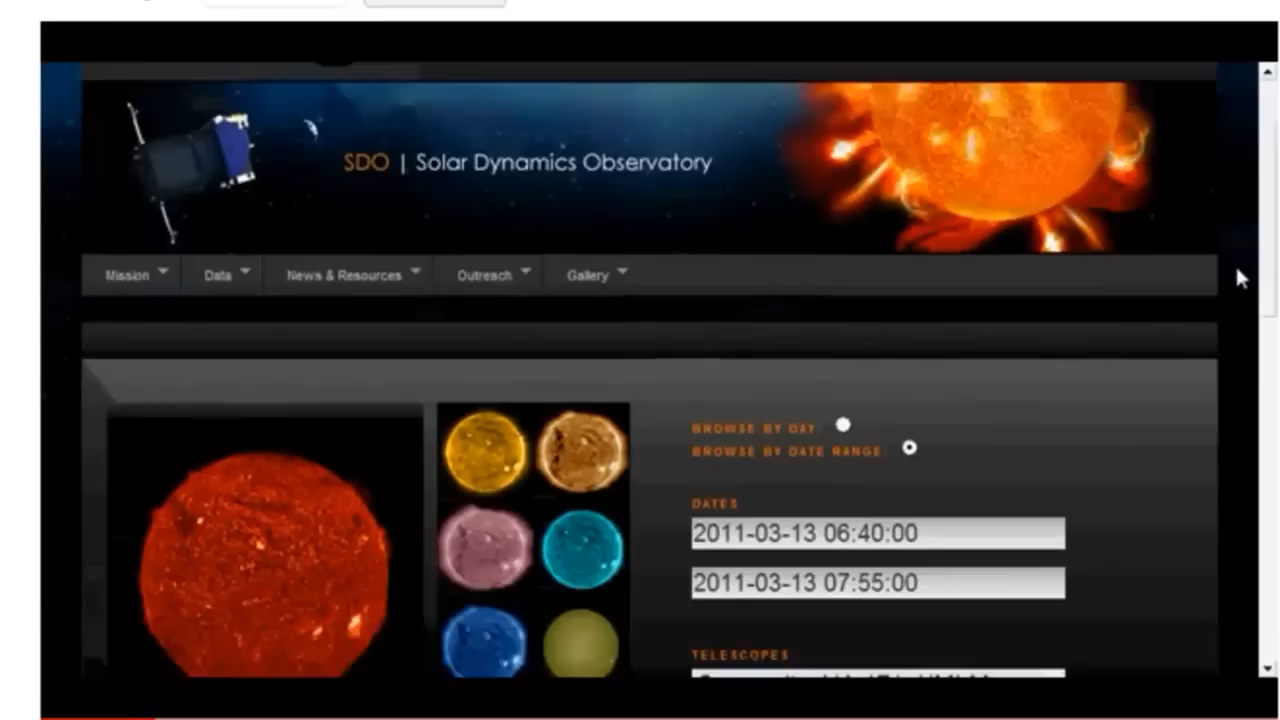 SDO | Solar Dynamics Observatory
Mission Data News & Resources Outreach Gallery
BROWSE BY DAY
BROWSE BY DATE RANGE
DATES
2011-03-13 06:40:00
2011-03-13 07:55:00
TELESCOPES